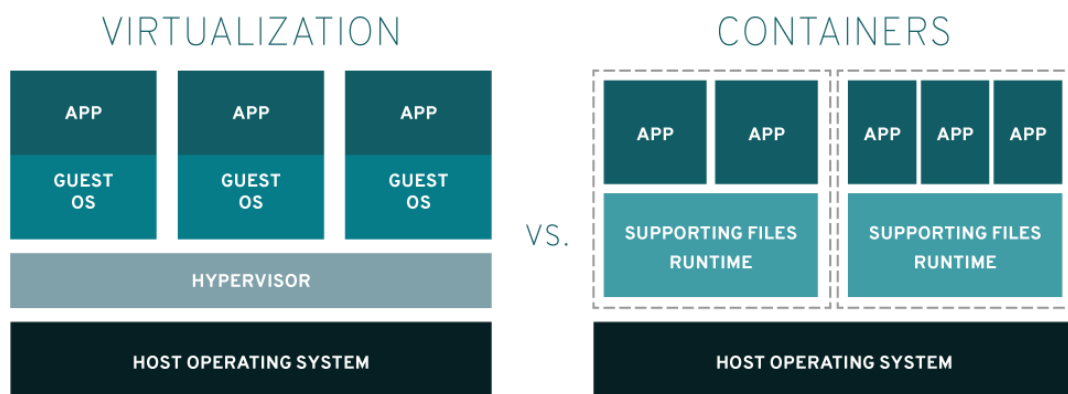 VIRTUALIZATION
APP
APP
APP
GUEST
OS
GUEST
OS
GUEST
OS
HYPERVISOR
HOST OPERATING SYSTEM
VS.
CONTAINERS
APP
APP
APP
APP
APP
SUPPORTING FILES
RUNTIME
SUPPORTING FILES
RUNTIME
HOST OPERATING SYSTEM